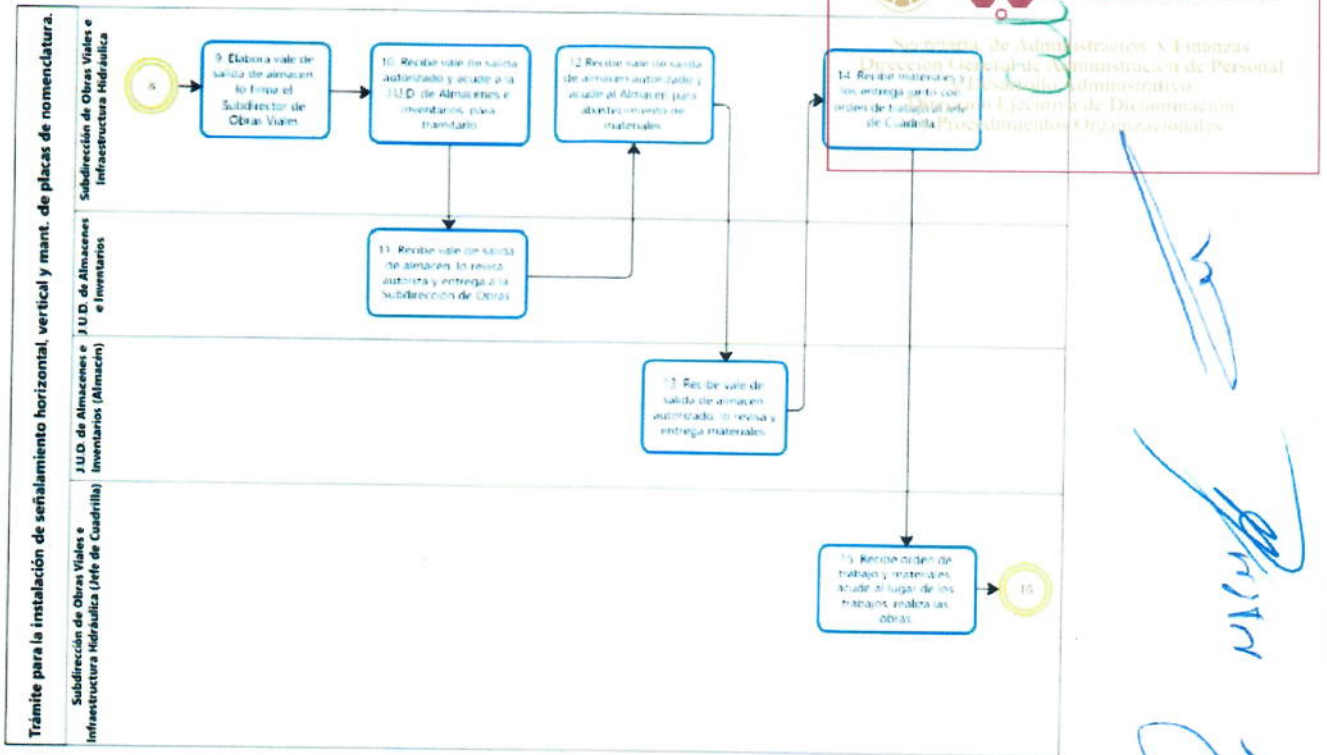 Trámite para la instalación de señalamiento horizontal, vertical y mant. de placas de nomenclatura.
Subdirección de Obras Viales e
Infraestructura Hidráulica
9. Elabora vale de
salida de almacén
lo firma el
Subdirector de
Obras Viales
10. Recibe vale de salida
autorizado y acude a la
J.U.D. de Almacenes e
Inventarios, para
tramitarlo
12 Recibe vale de salida
de almacén autorizado y
acude al Almacén para
abastecimiento de
materiales
14. Recibe materiales y
los entrega junto con
orden de trabajo al Jefe
de Cuadrilla
Secretaría de Administración y Finanzas
Dirección General de Administración de Personal
y Desarrollo Administrativo
Dirección Ejecutiva de Dictaminación
y Procedimientos Organizacionales
J.U.D. de Almacenes
e Inventarios
11. Recibe vale de salida
de almacén, lo revisa,
autoriza y entrega a la
Subdirección de Obras
J.U.D. de Almacenes e
Inventarios (Almacén)
13. Recibe vale de
salida de almacén
autorizado, lo revisa y
entrega materiales
Subdirección de Obras Viales e
Infraestructura Hidráulica (Jefe de Cuadrilla)
15. Recibe orden de
trabajo y materiales,
acude al lugar de los
trabajos, realiza las
obras.